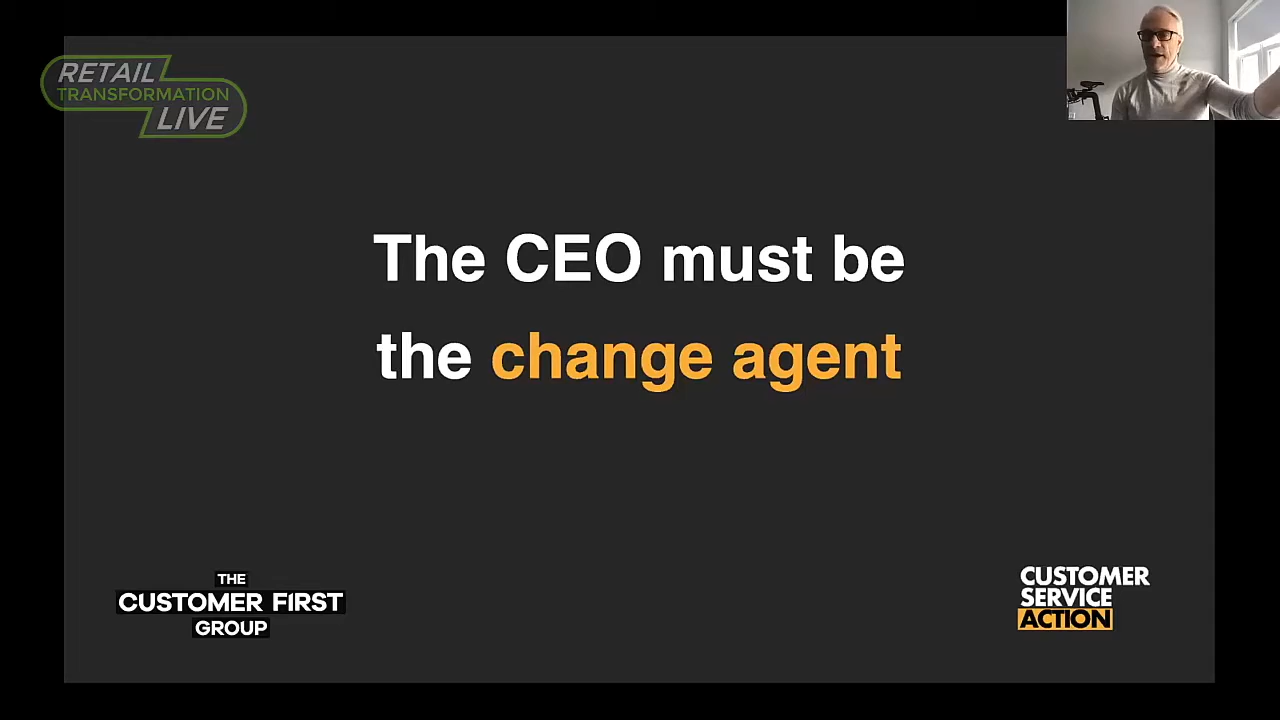 RETAIL
TRANSFORMATION
LIVE
The CEO must be
the change agent
THE
CUSTOMER FIRST
GROUP
CUSTOMER
SERVICE
ACTION